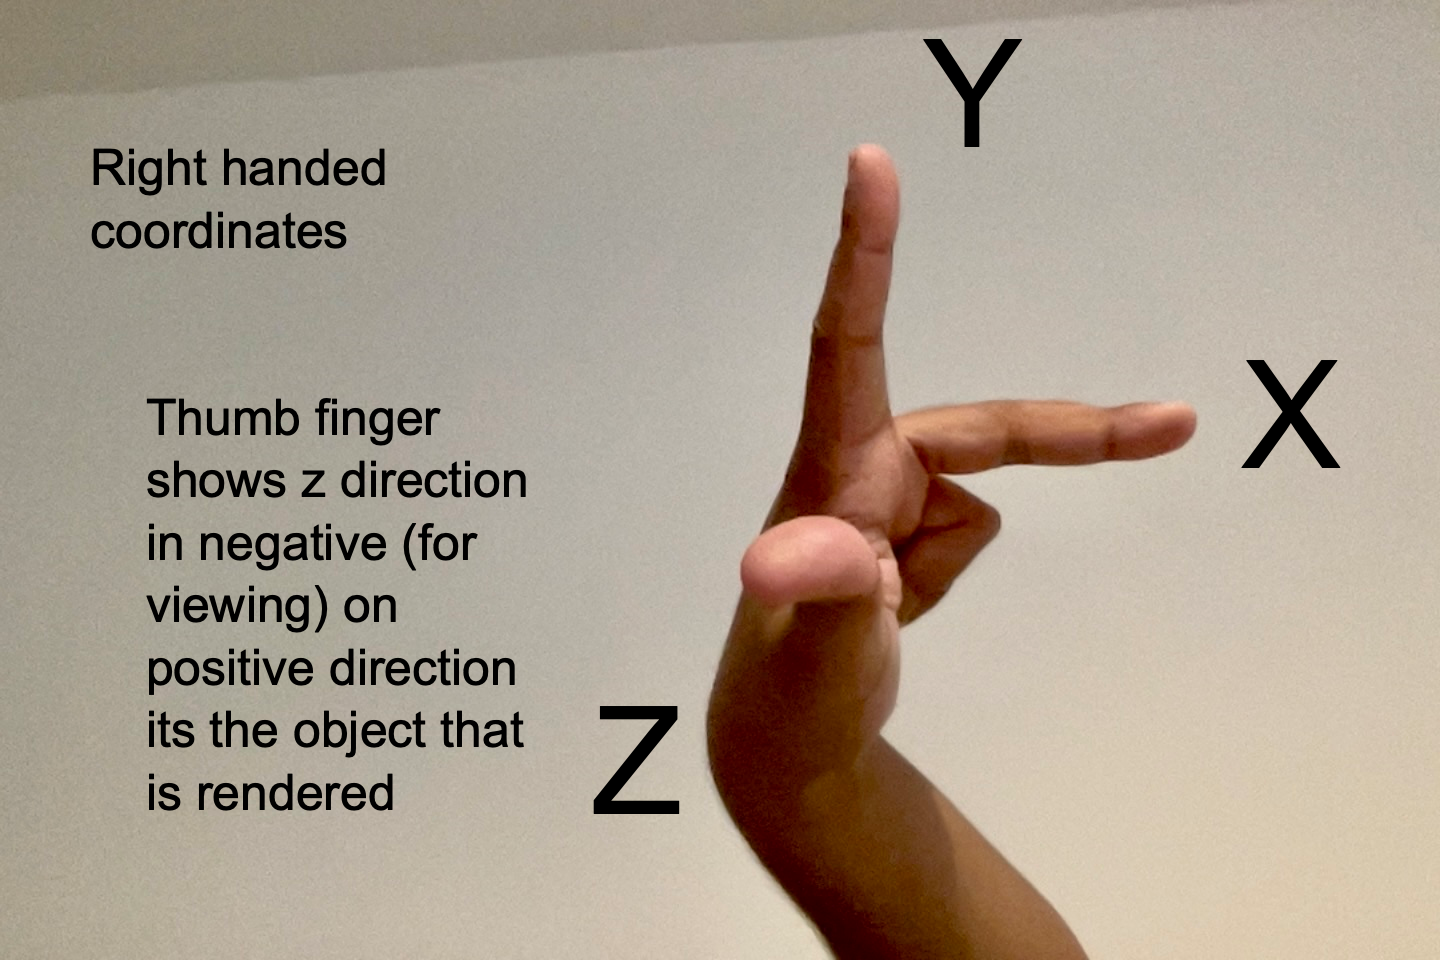 Y
Right handed
coordinates
X
Thumb finger
shows z direction
in negative (for
viewing) on
positive direction
its the object that
is rendered
Z